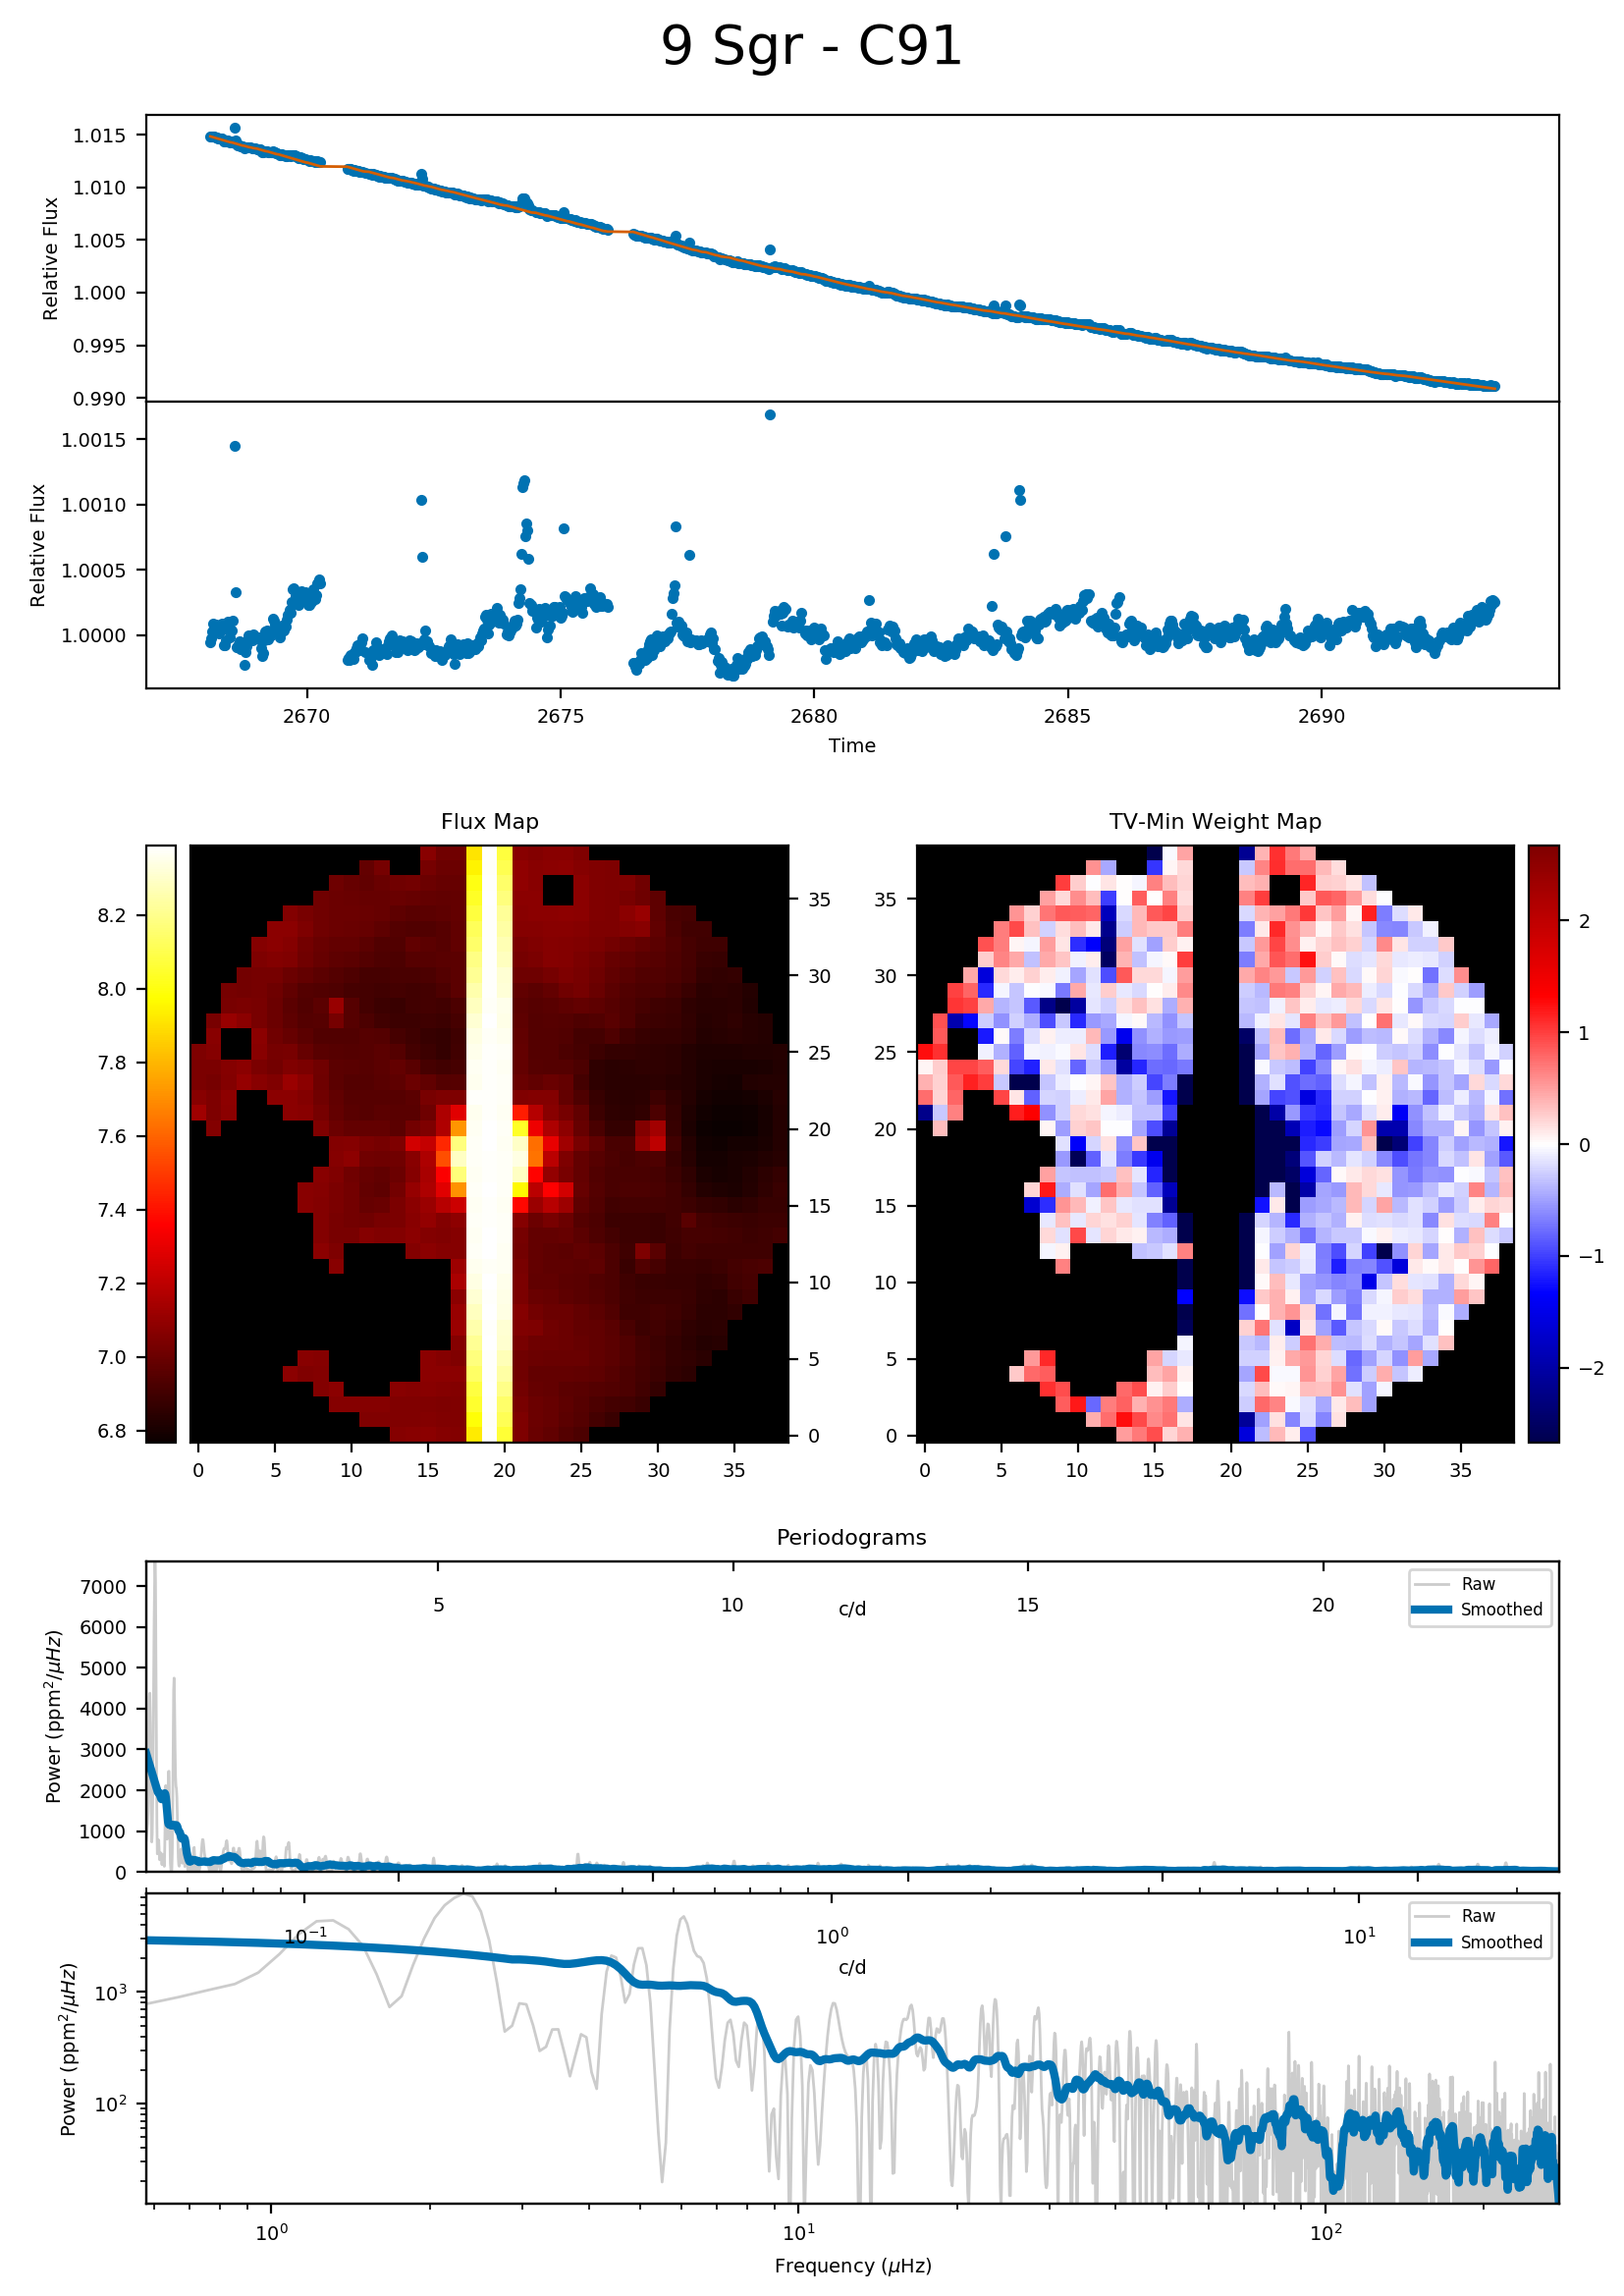 9 Sgr - C91
1.015
1.010
1.005
1.000
0.995
0.990
Relative Flux
1.0015
1.0010
1.0005
1.0000
Relative Flux
2670 2675 2680 2685 2690
Time
Flux Map
8.2
8.0
7.8
7.6
7.4
7.2
7.0
6.8
35
30
25
20
15
10
5
0
0 5 10 15 20 25 30 35
TV-Min Weight Map
35
30
25
20
15
10
5
0
0 5 10 15 20 25 30 35
2
1
0
−1
−2
Periodograms
7000
6000
5000
4000
3000
2000
1000
0
Power (ppm²/μHz)
5 10 15 20
c/d
Raw
Smoothed
10³
10²
Power (ppm²/μHz)
10⁻¹ 10⁰ 10¹
c/d
Raw
Smoothed
10⁰ 10¹ 10²
Frequency (μHz)